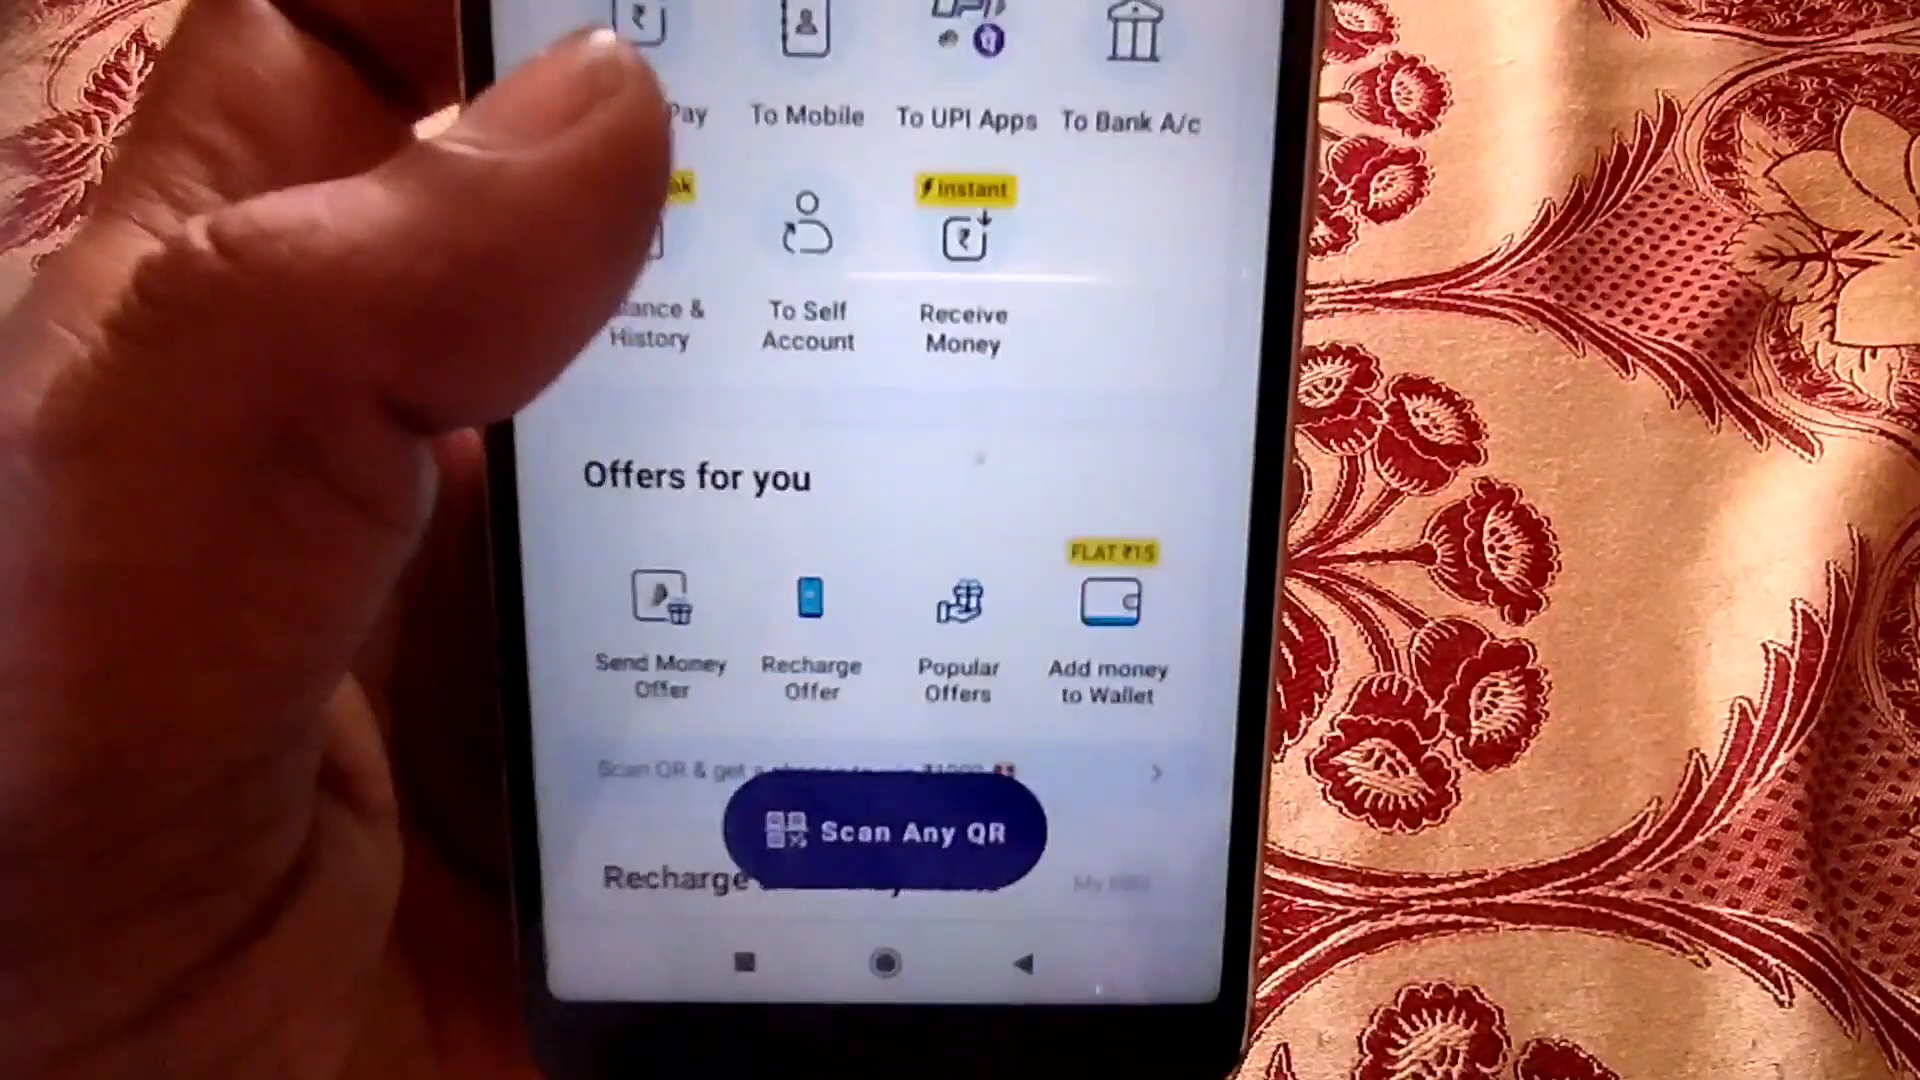 Pay To Mobile To UPI Apps To Bank A/c
Instant
History
To Self
Account
Receive
Money
Offers for you
FLAT ₹15
Send Money
Offer
Recharge
Offer
Popular
Offers
Add money
to Wallet
Scan QR & get
Scan Any QR
Recharge
My Bills